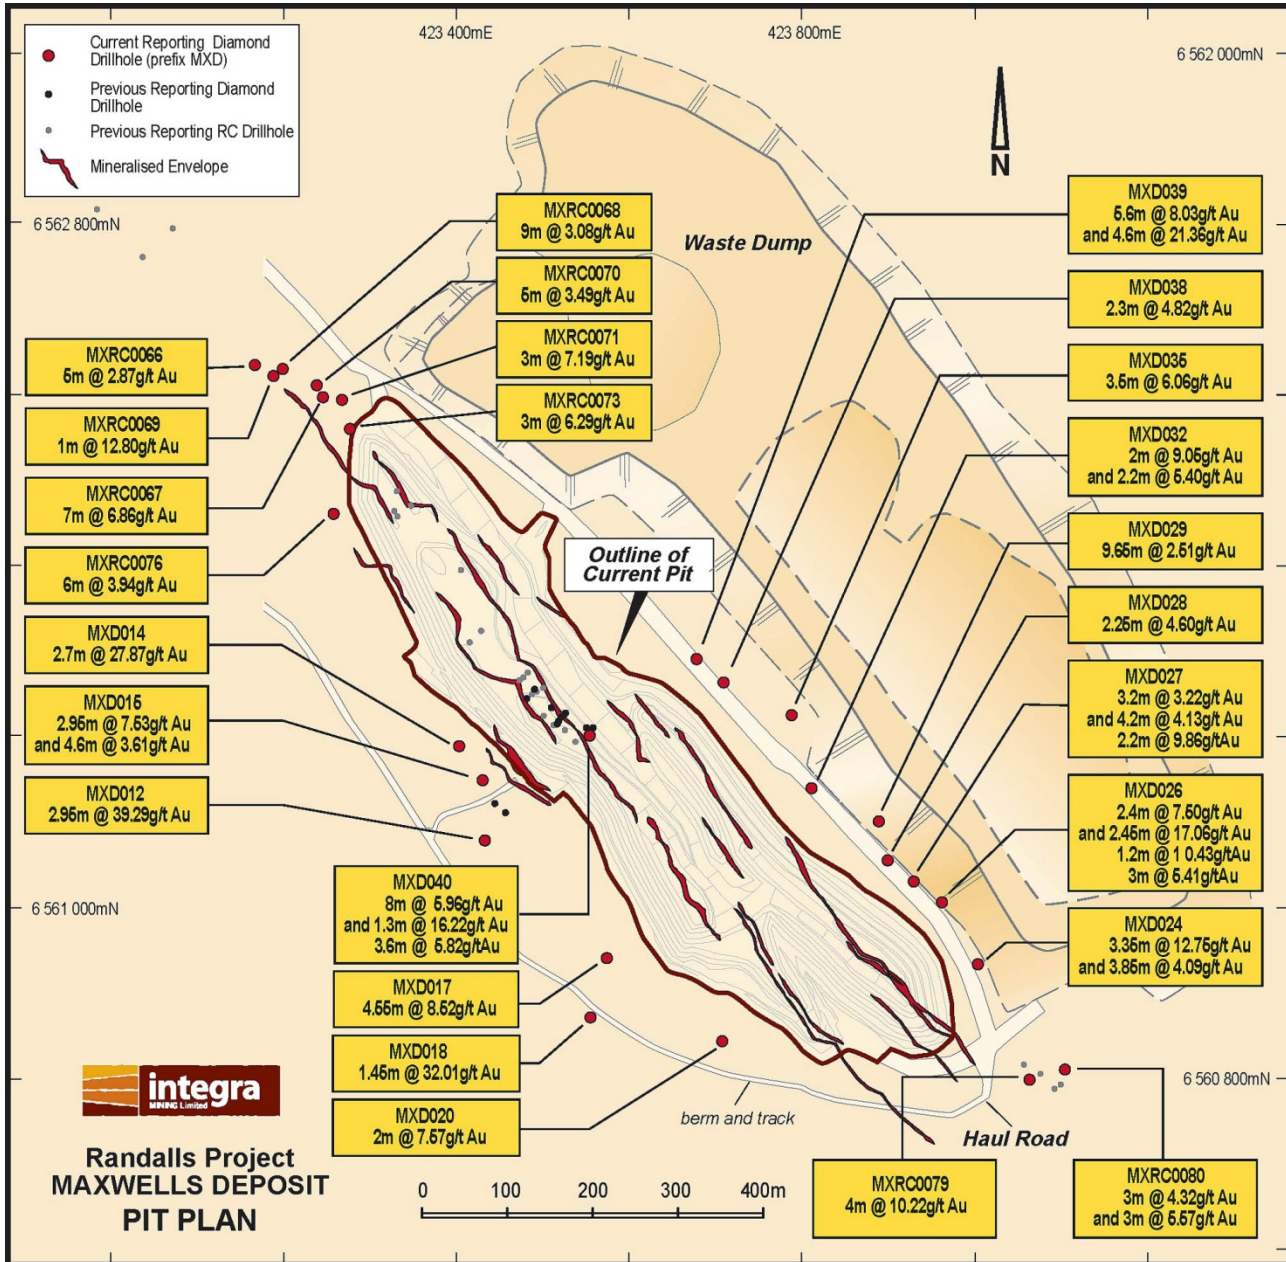 423 400mE
423 800mE
6 562 000mN
Current Reporting Diamond
Drillhole (prefix MXD)
Previous Reporting Diamond
Drillhole
Previous Reporting RC Drillhole
Mineralised Envelope
N
6 562 800mN
Waste Dump
MXRC0068
9m @ 3.08g/t Au
MXRC0070
5m @ 3.49g/t Au
MXRC0071
3m @ 7.19g/t Au
MXRC0073
3m @ 6.29g/t Au
MXRC0066
5m @ 2.87g/t Au
MXRC0069
1m @ 12.80g/t Au
MXRC0067
7m @ 6.86g/t Au
MXRC0076
6m @ 3.94g/t Au
MXD014
2.7m @ 27.87g/t Au
MXD015
2.95m @ 7.53g/t Au
and 4.6m @ 3.61g/t Au
MXD012
2.95m @ 39.29g/t Au
Outline of
Current Pit
MXD039
5.6m @ 8.03g/t Au
and 4.6m @ 21.36g/t Au
MXD038
2.3m @ 4.82g/t Au
MXD035
3.5m @ 6.06g/t Au
MXD032
2m @ 9.05g/t Au
and 2.2m @ 5.40g/t Au
MXD029
9.65m @ 2.51g/t Au
MXD028
2.25m @ 4.60g/t Au
MXD027
3.2m @ 3.22g/t Au
and 4.2m @ 4.13g/t Au
2.2m @ 9.86g/tAu
MXD026
2.4m @ 7.50g/t Au
and 2.45m @ 17.06g/t Au
1.2m @ 1 0.43g/tAu
3m @ 5.41g/tAu
MXD024
3.35m @ 12.75g/t Au
and 3.85m @ 4.09g/t Au
6 561 000mN
MXD040
8m @ 5.96g/t Au
and 1.3m @ 16.22g/t Au
3.6m @ 5.82g/tAu
MXD017
4.55m @ 8.52g/t Au
MXD018
1.45m @ 32.01g/t Au
MXD020
2m @ 7.57g/t Au
6 560 800mN
berm and track
Haul Road
MXRC0079
4m @ 10.22g/t Au
MXRC0080
3m @ 4.32g/t Au
and 3m @ 5.57g/t Au
integra
MINING Limited
Randalls Project
MAXWELLS DEPOSIT
PIT PLAN
0 100 200 300 400m